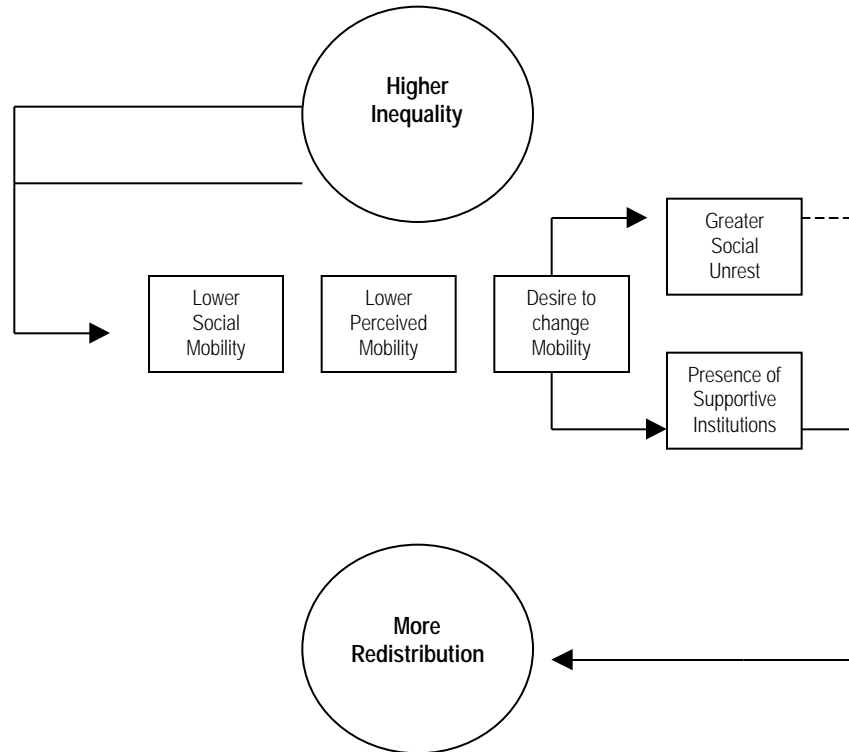 Higher
Inequality
Greater
Social
Unrest
Lower
Social
Mobility
Lower
Perceived
Mobility
Desire to
change
Mobility
Presence of
Supportive
Institutions
More
Redistribution